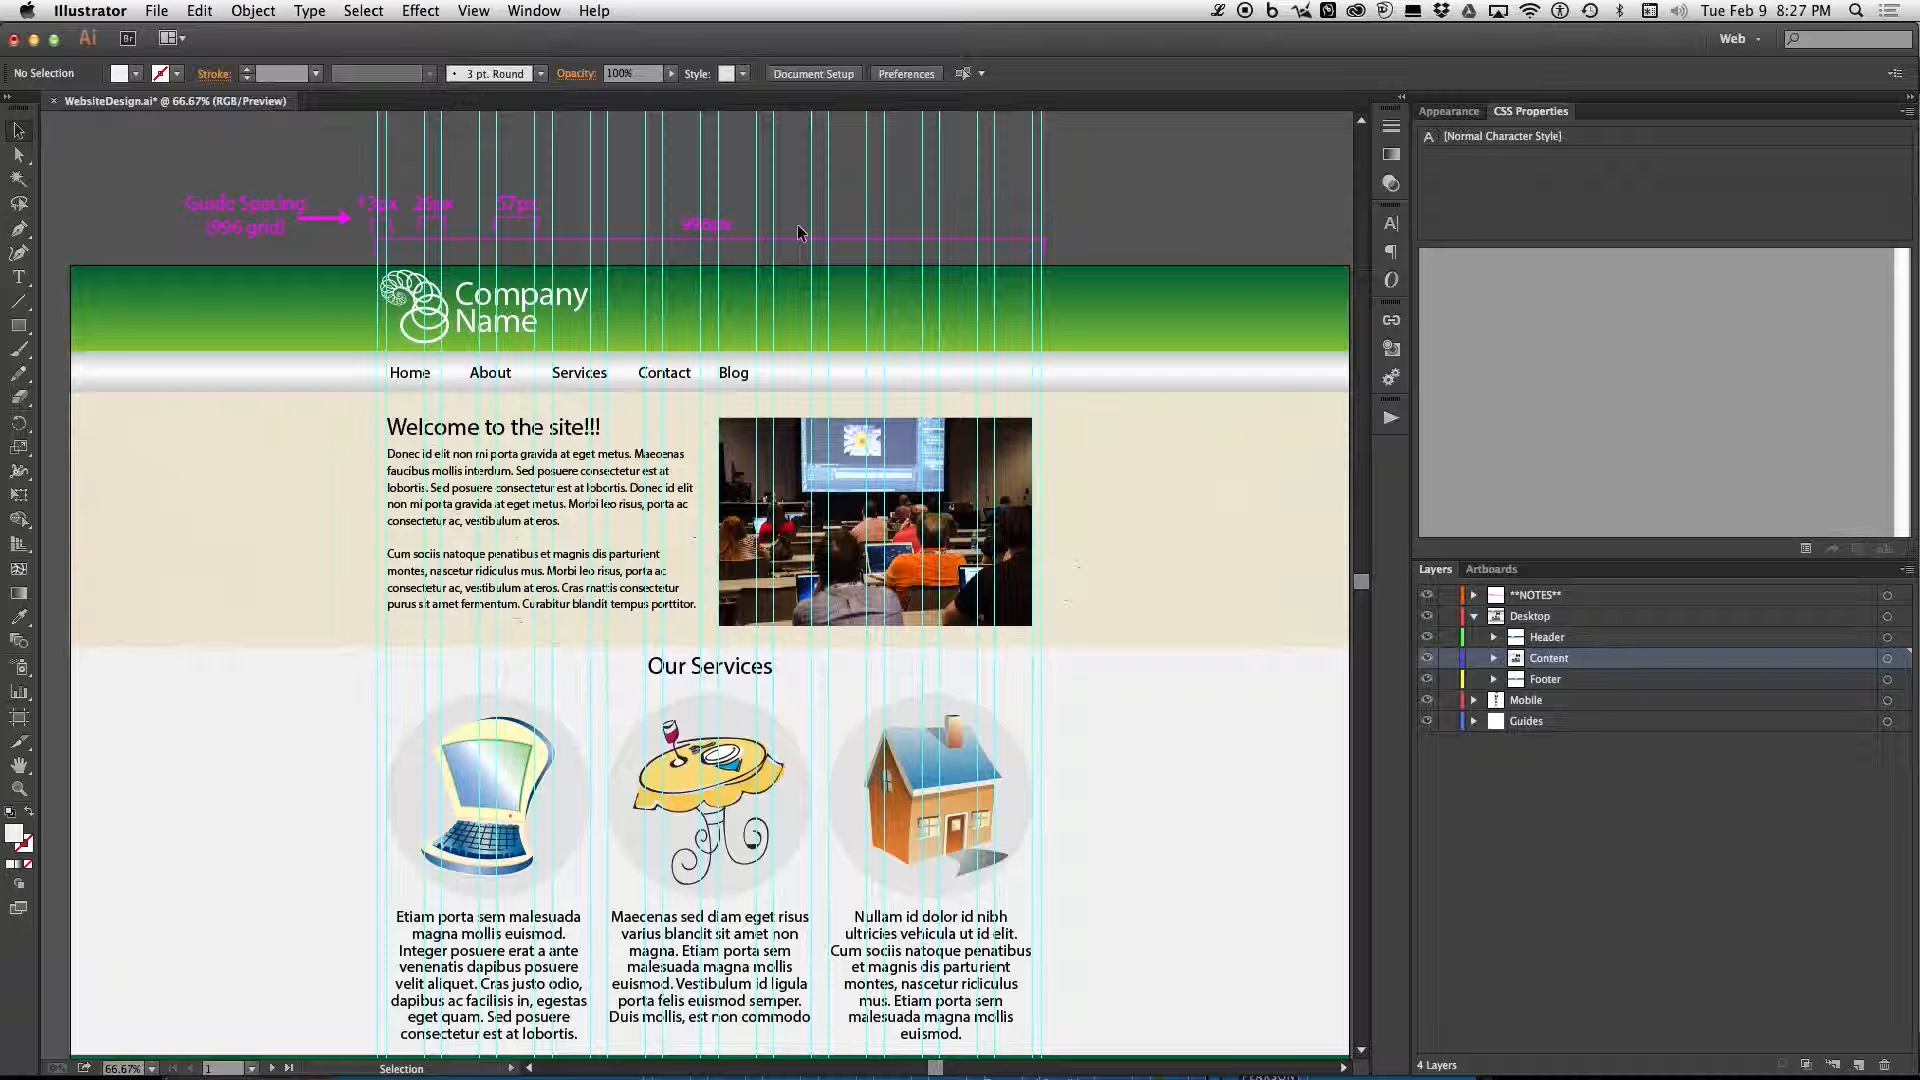 Illustrator File Edit Object Type Select Effect View Window Help
Tue Feb 9 8:27 PM
Ai Br
Web
No Selection
Stroke:
3 pt. Round
Opacity: 100%
Style:
Document Setup
Preferences
× WebsiteDesign.ai* @ 66.67% (RGB/Preview)
Guide Spacing
(996 grid)
13px 26px 57px
996px
Company
Name
Home About Services Contact Blog
Welcome to the site!!!
Donec id elit non mi porta gravida at eget metus. Maecenas
faucibus mollis interdum. Sed posuere consectetur est at
lobortis. Sed posuere consectetur est at lobortis. Donec id elit
non mi porta gravida at eget metus. Morbi leo risus, porta ac
consectetur ac, vestibulum at eros.
Cum sociis natoque penatibus et magnis dis parturient
montes, nascetur ridiculus mus. Morbi leo risus, porta ac
consectetur ac, vestibulum at eros. Cras mattis consectetur
purus sit amet fermentum. Curabitur blandit tempus porttitor.
Our Services
Etiam porta sem malesuada
magna mollis euismod.
Integer posuere erat a ante
venenatis dapibus posuere
velit aliquet. Cras justo odio,
dapibus ac facilisis in, egestas
eget quam. Sed posuere
consectetur est at lobortis.
Maecenas sed diam eget risus
varius blandit sit amet non
magna. Etiam porta sem
malesuada magna mollis
euismod. Vestibulum id ligula
porta felis euismod semper.
Duis mollis, est non commodo
Nullam id dolor id nibh
ultricies vehicula ut id elit.
Cum sociis natoque penatibus
et magnis dis parturient
montes, nascetur ridiculus
mus. Etiam porta sem
malesuada magna mollis
euismod.
Appearance CSS Properties
[Normal Character Style]
Layers Artboards
**NOTES**
Desktop
Header
Content
Footer
Mobile
Guides
4 Layers
66.67% 1 Selection